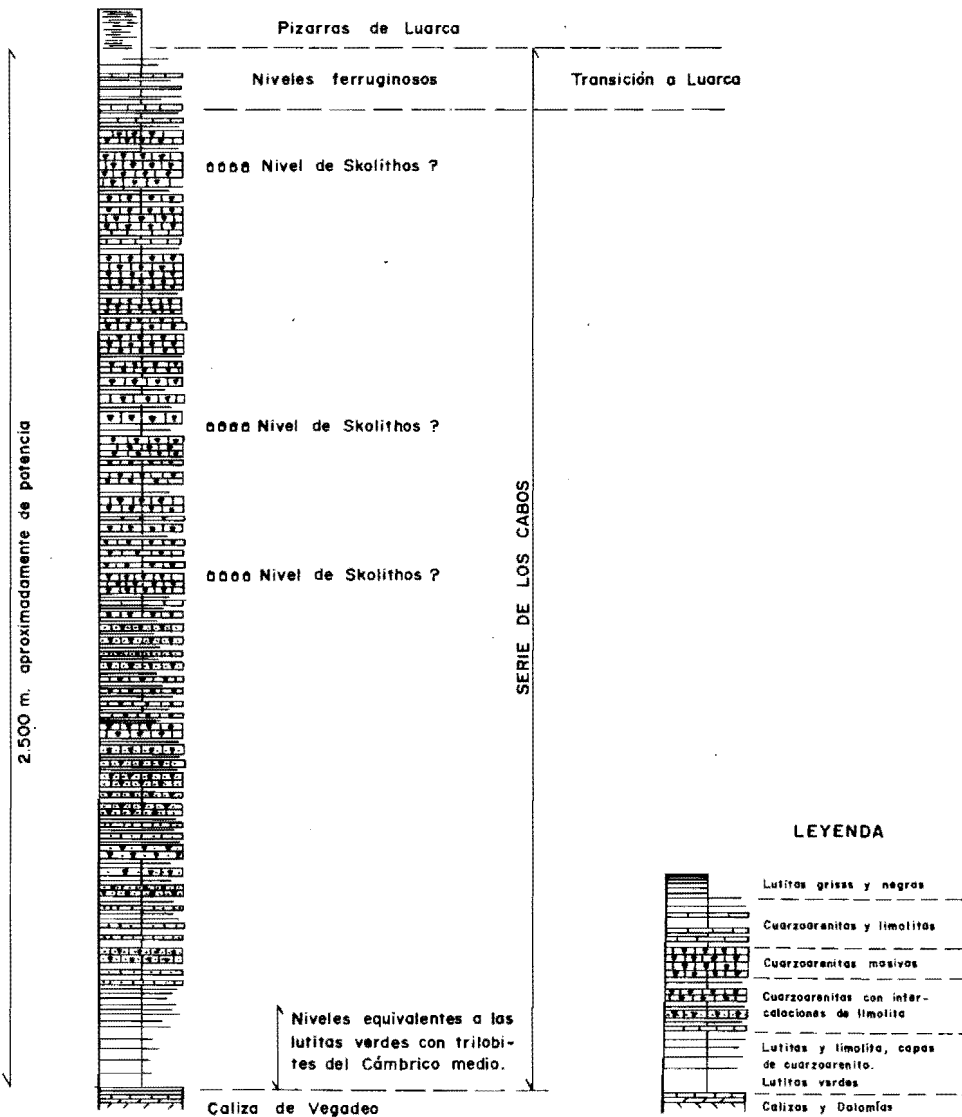 Pizarras de Luarca
Niveles ferruginosos
Transición a Luarca
Nivel de Skolithos ?
Nivel de Skolithos ?
Nivel de Skolithos ?
2.500 m. aproximadamente de potencia
SERIE DE LOS CABOS
Niveles equivalentes a las
lutitas verdes con trilobi-
tes del Cámbrico medio.
Caliza de Vegadeo
LEYENDA
Lutitas grises y negras
Cuarzoarenitas y limolitas
Cuarzoarenitas masivas
Cuarzoarenitas con inter-
calaciones de limolita
Lutitas y limolita, capas
de cuarzoarenito.
Lutitas verdes
Calizas y Dolomías